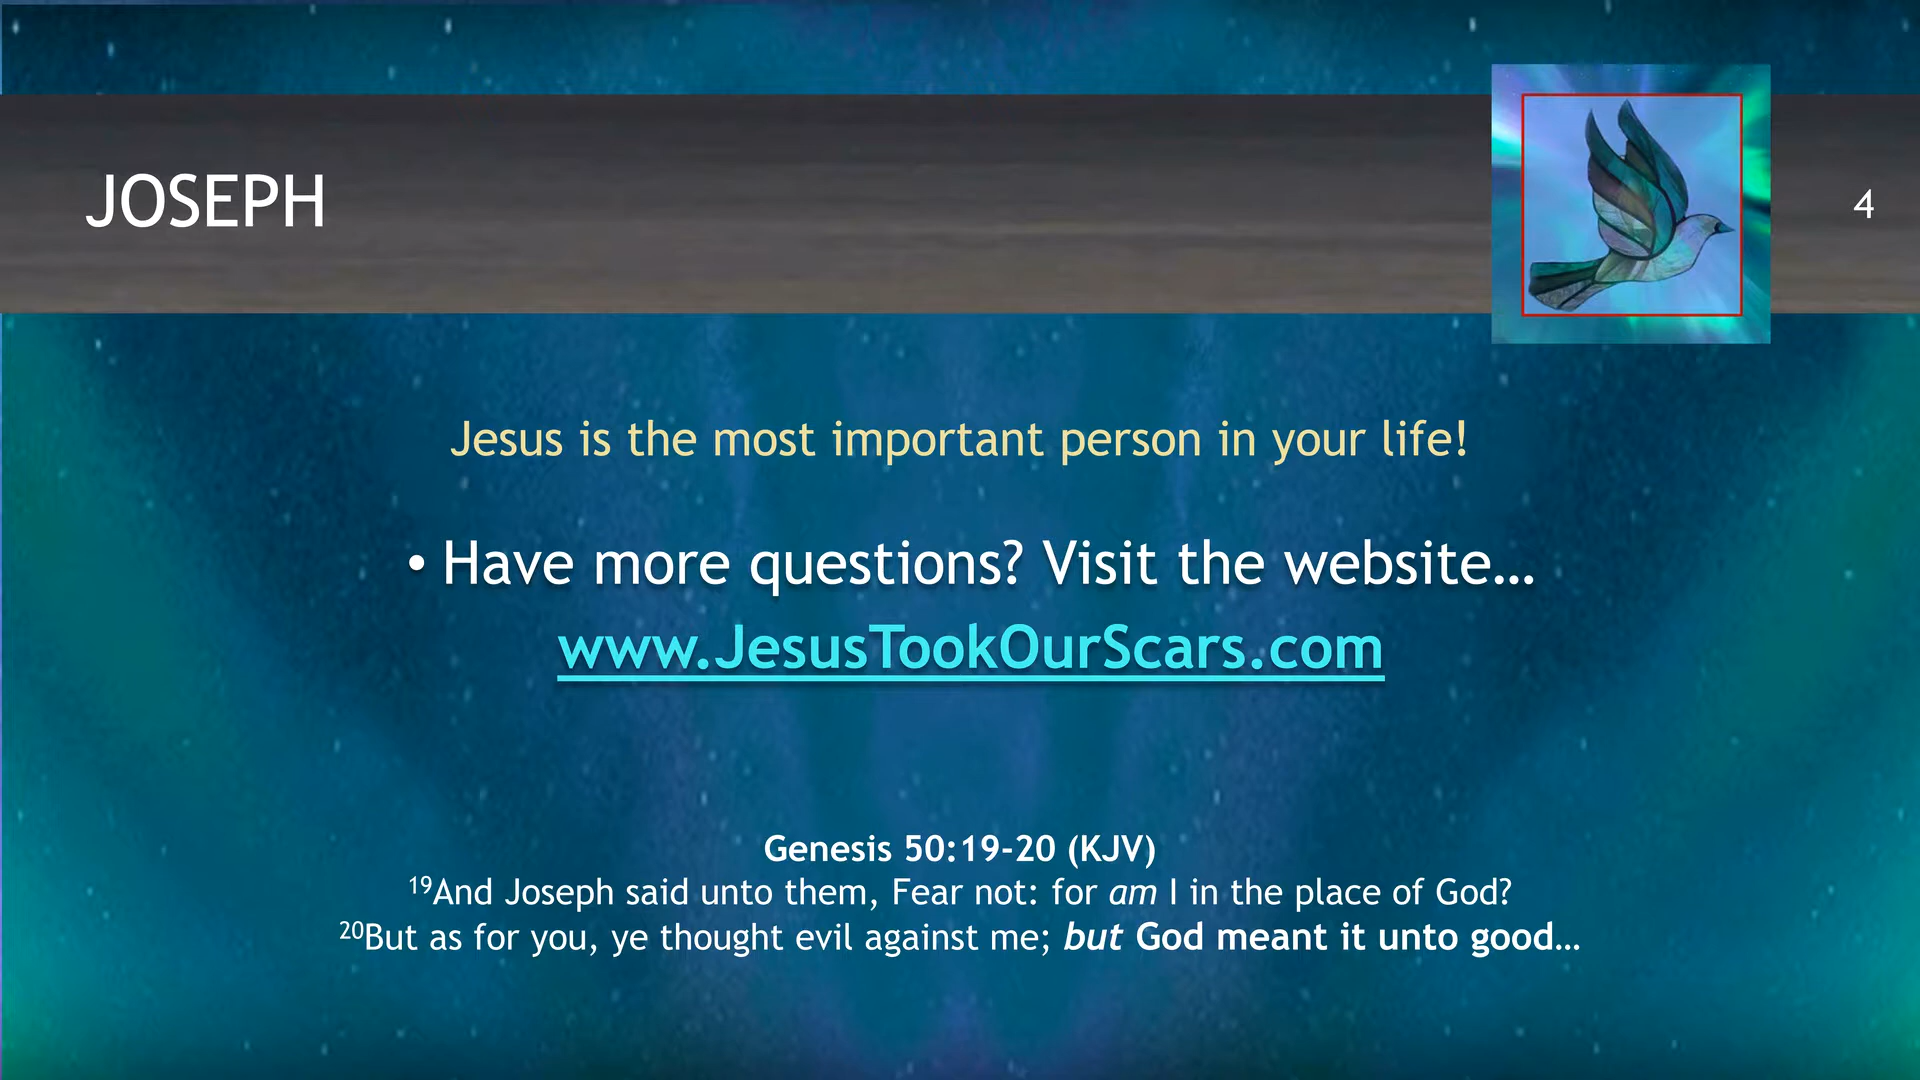 JOSEPH
4
Jesus is the most important person in your life!
• Have more questions? Visit the website…
www.JesusTookOurScars.com
Genesis 50:19-20 (KJV)
19And Joseph said unto them, Fear not: for am I in the place of God?
20But as for you, ye thought evil against me; but God meant it unto good…